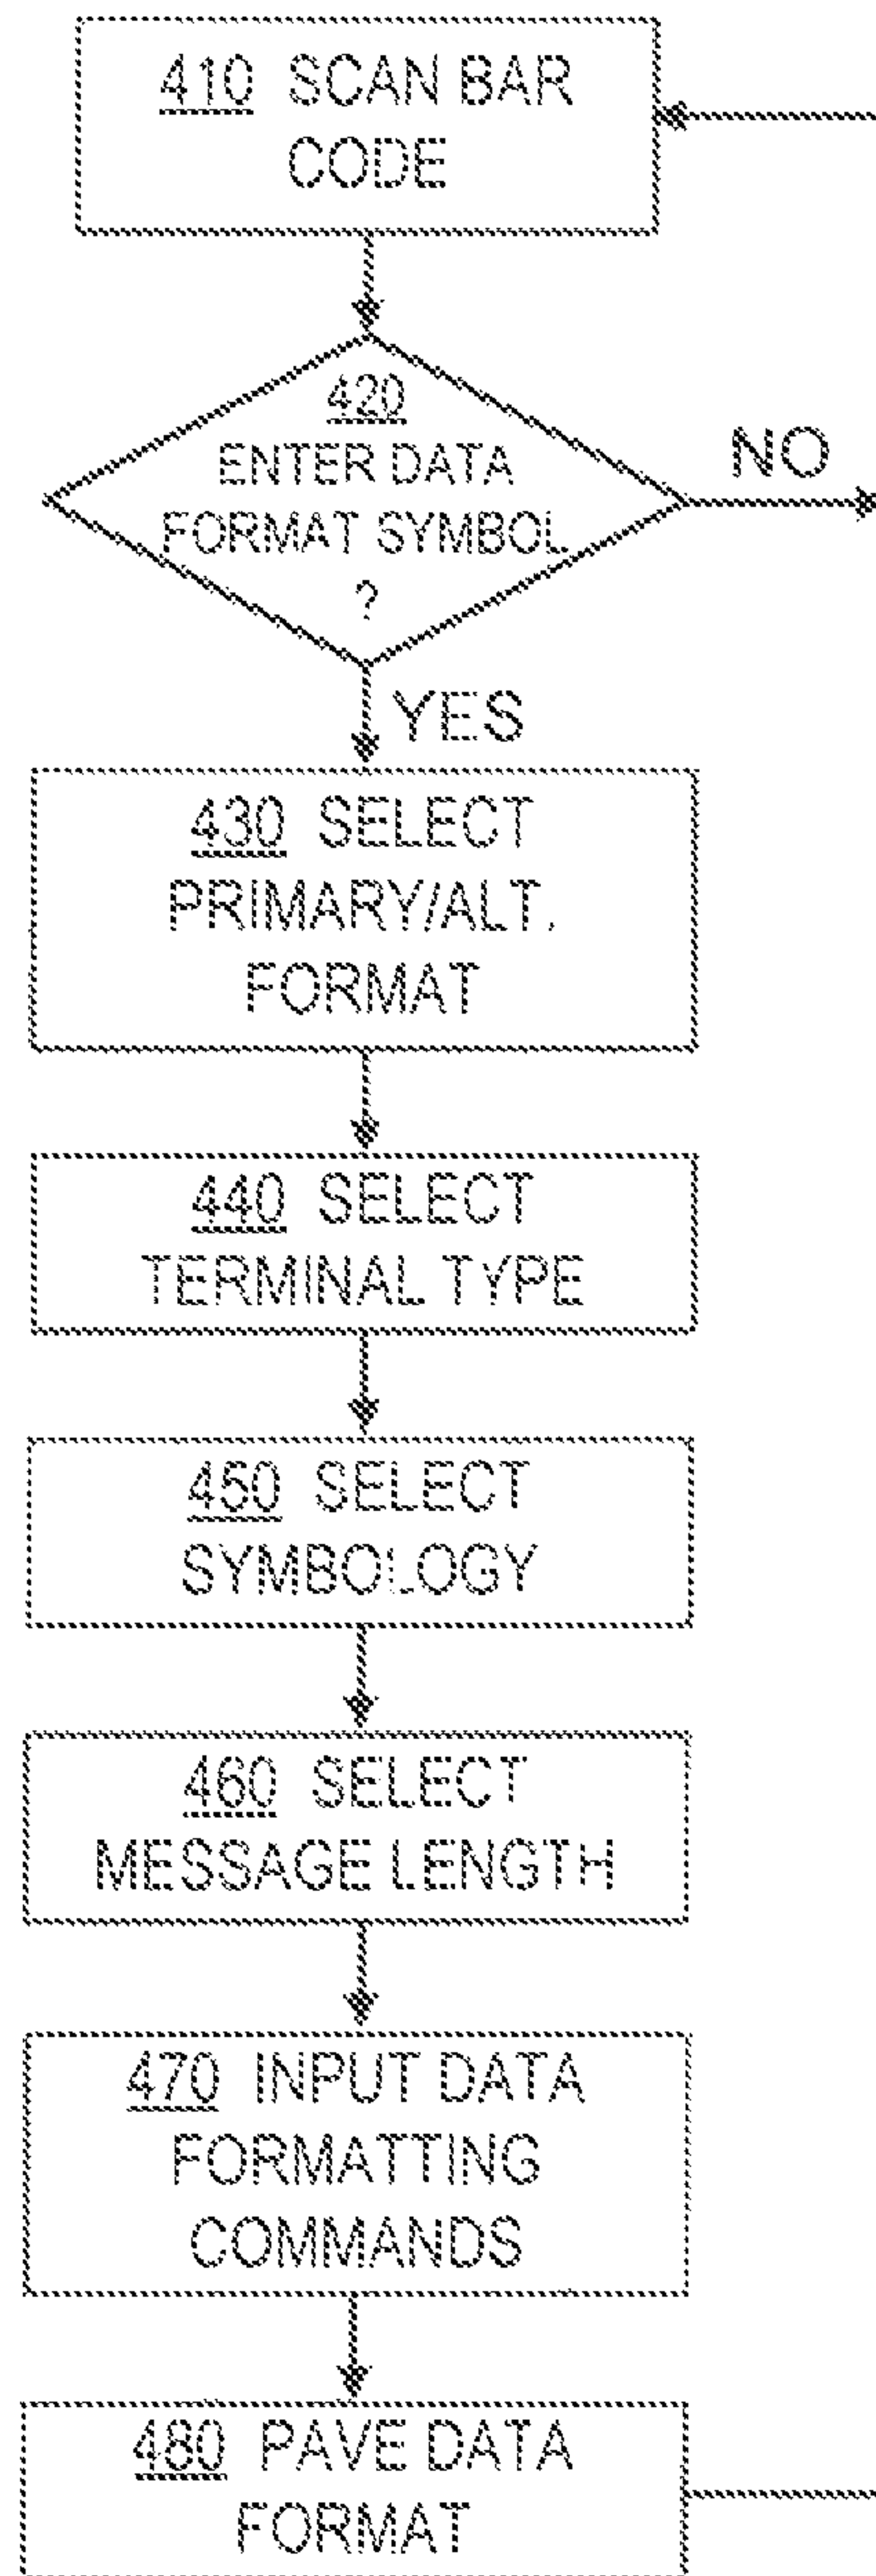 410 SCAN BAR
CODE
420
ENTER DATA
FORMAT SYMBOL
?
NO
YES
430 SELECT
PRIMARY/ALT.
FORMAT
440 SELECT
TERMINAL TYPE
450 SELECT
SYMBOLOGY
460 SELECT
MESSAGE LENGTH
470 INPUT DATA
FORMATTING
COMMANDS
480 PAVE DATA
FORMAT